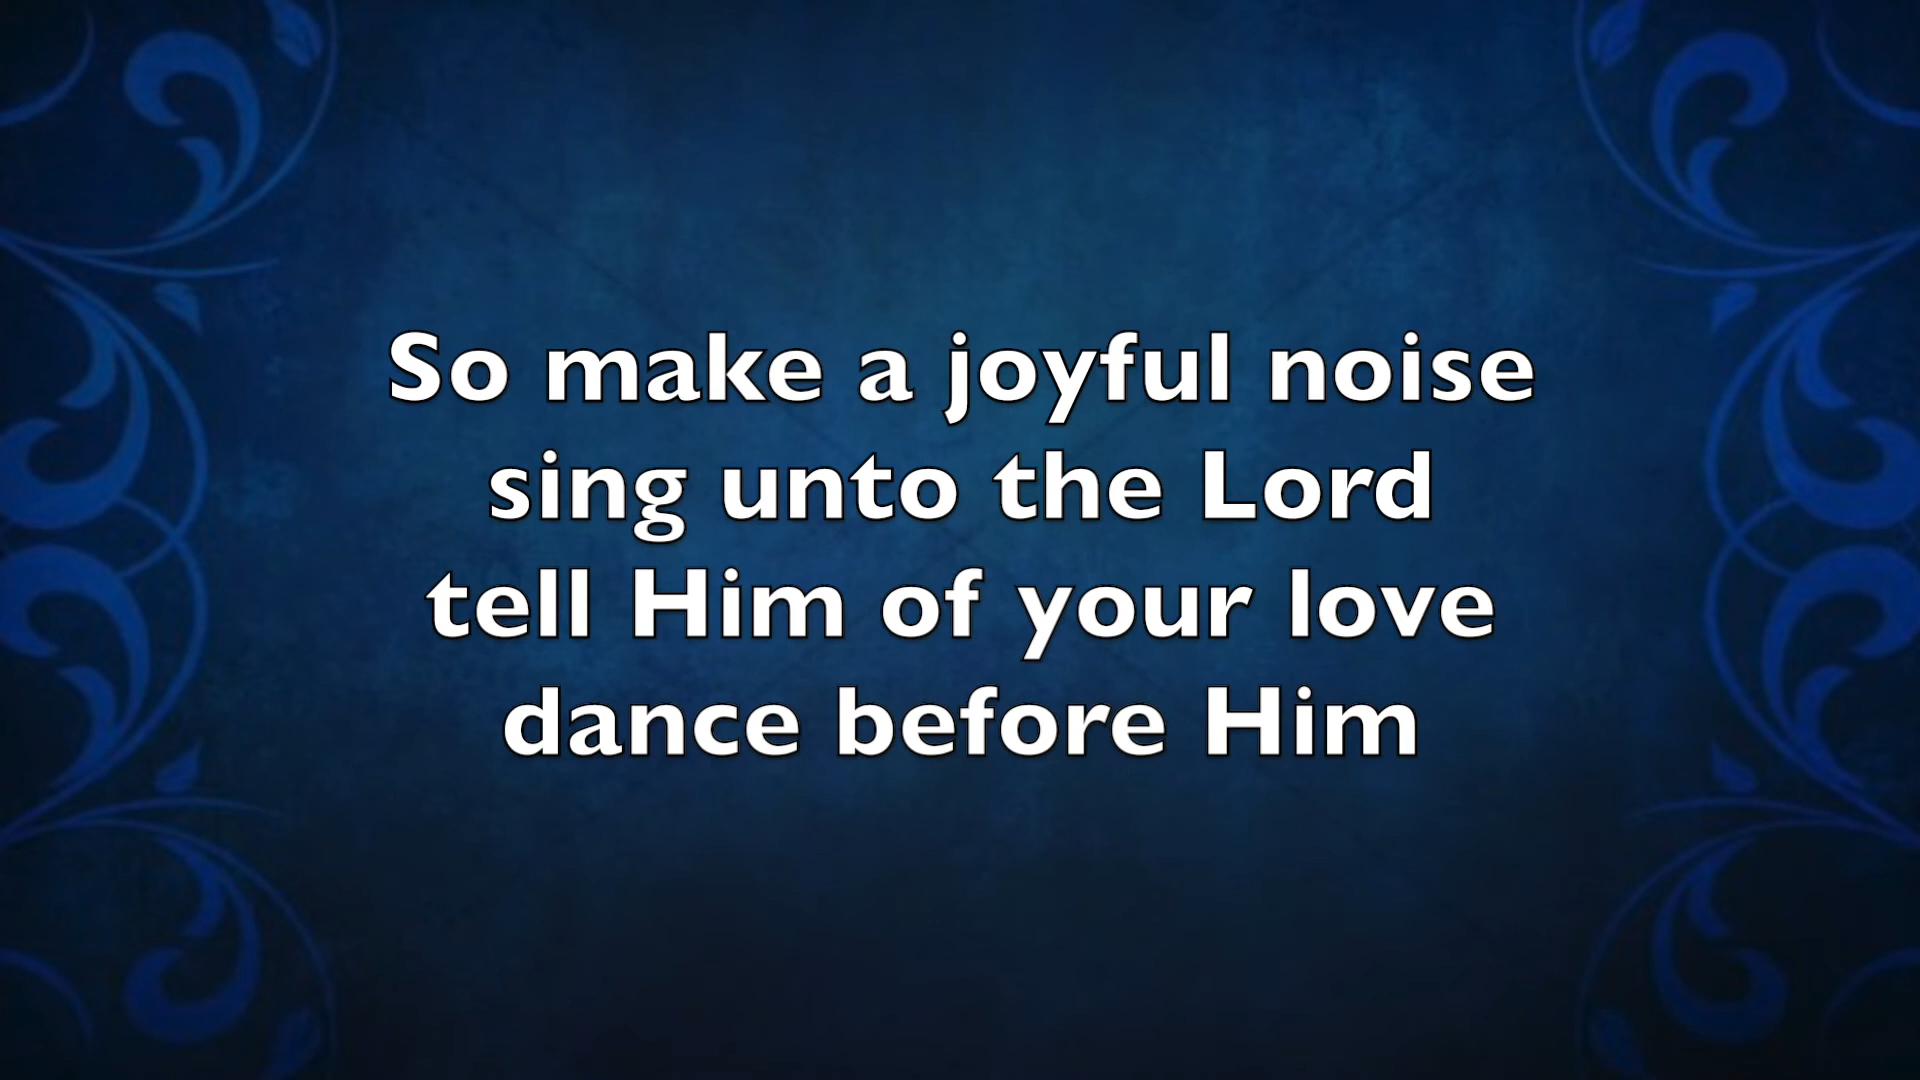 So make a joyful noise
sing unto the Lord
tell Him of your love
dance before Him